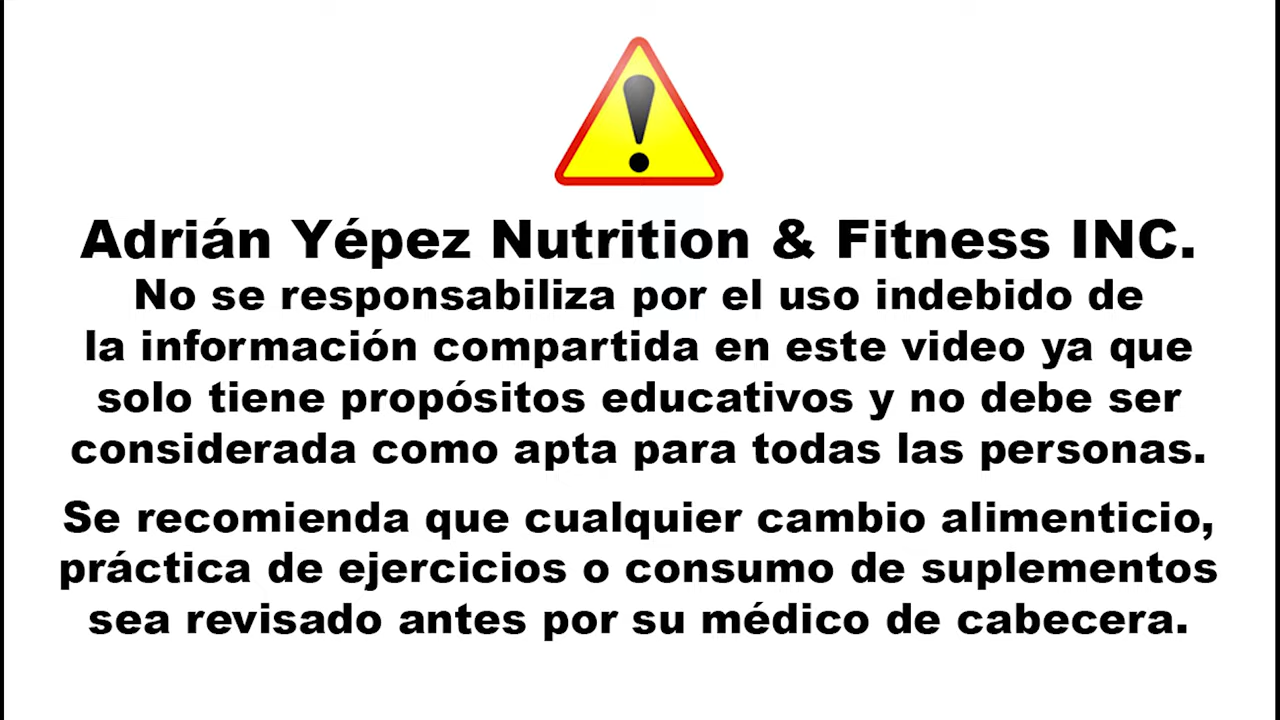 Adrián Yépez Nutrition & Fitness INC.
No se responsabiliza por el uso indebido de
la información compartida en este video ya que
solo tiene propósitos educativos y no debe ser
considerada como apta para todas las personas.
Se recomienda que cualquier cambio alimenticio,
práctica de ejercicios o consumo de suplementos
sea revisado antes por su médico de cabecera.